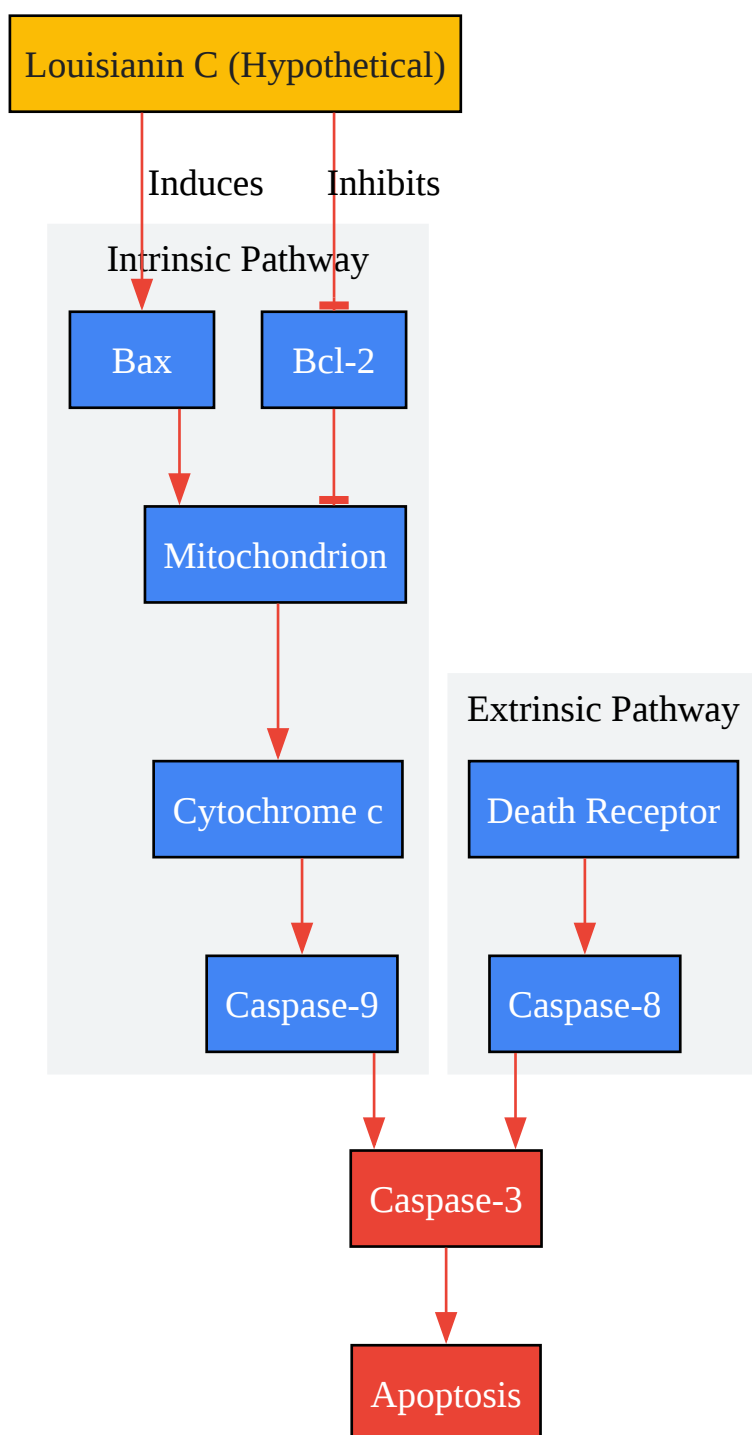 Louisianin C (Hypothetical)
Induces
Inhibits
Intrinsic Pathway
Bax
Bcl-2
Mitochondrion
Extrinsic Pathway
Cytochrome c
Death Receptor
Caspase-9
Caspase-8
Caspase-3
Apoptosis